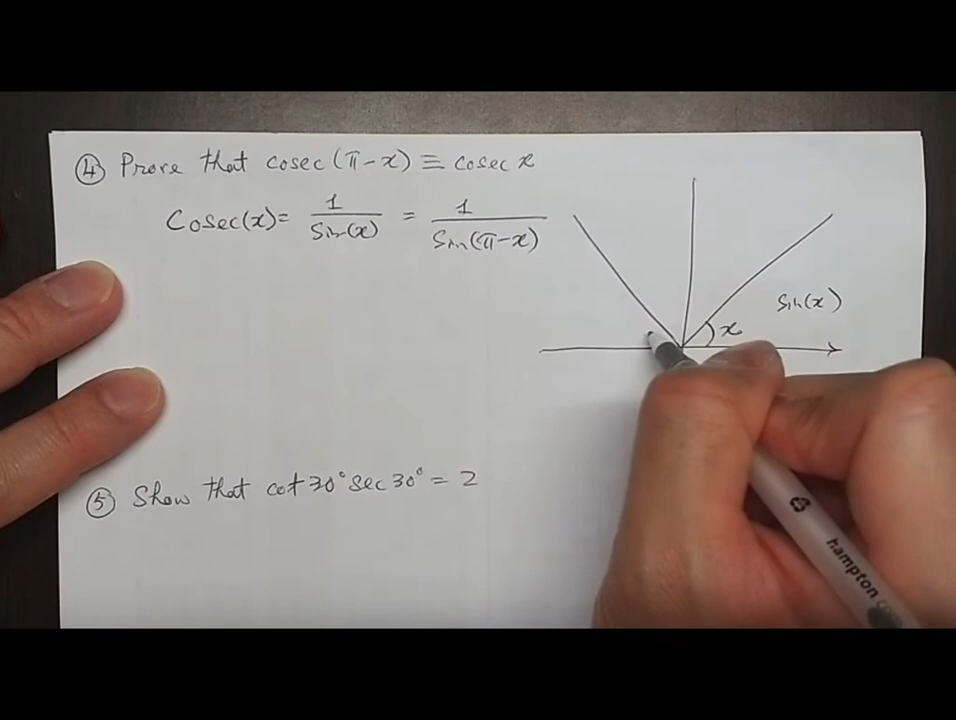 ④ Prove that cosec(π-x) ≡ cosec x
Cosec(x)= 1/Sin(x) = 1/Sin(π-x)
Sin(x)
x
⑤ Show that cot 30° sec 30° = 2
hampton